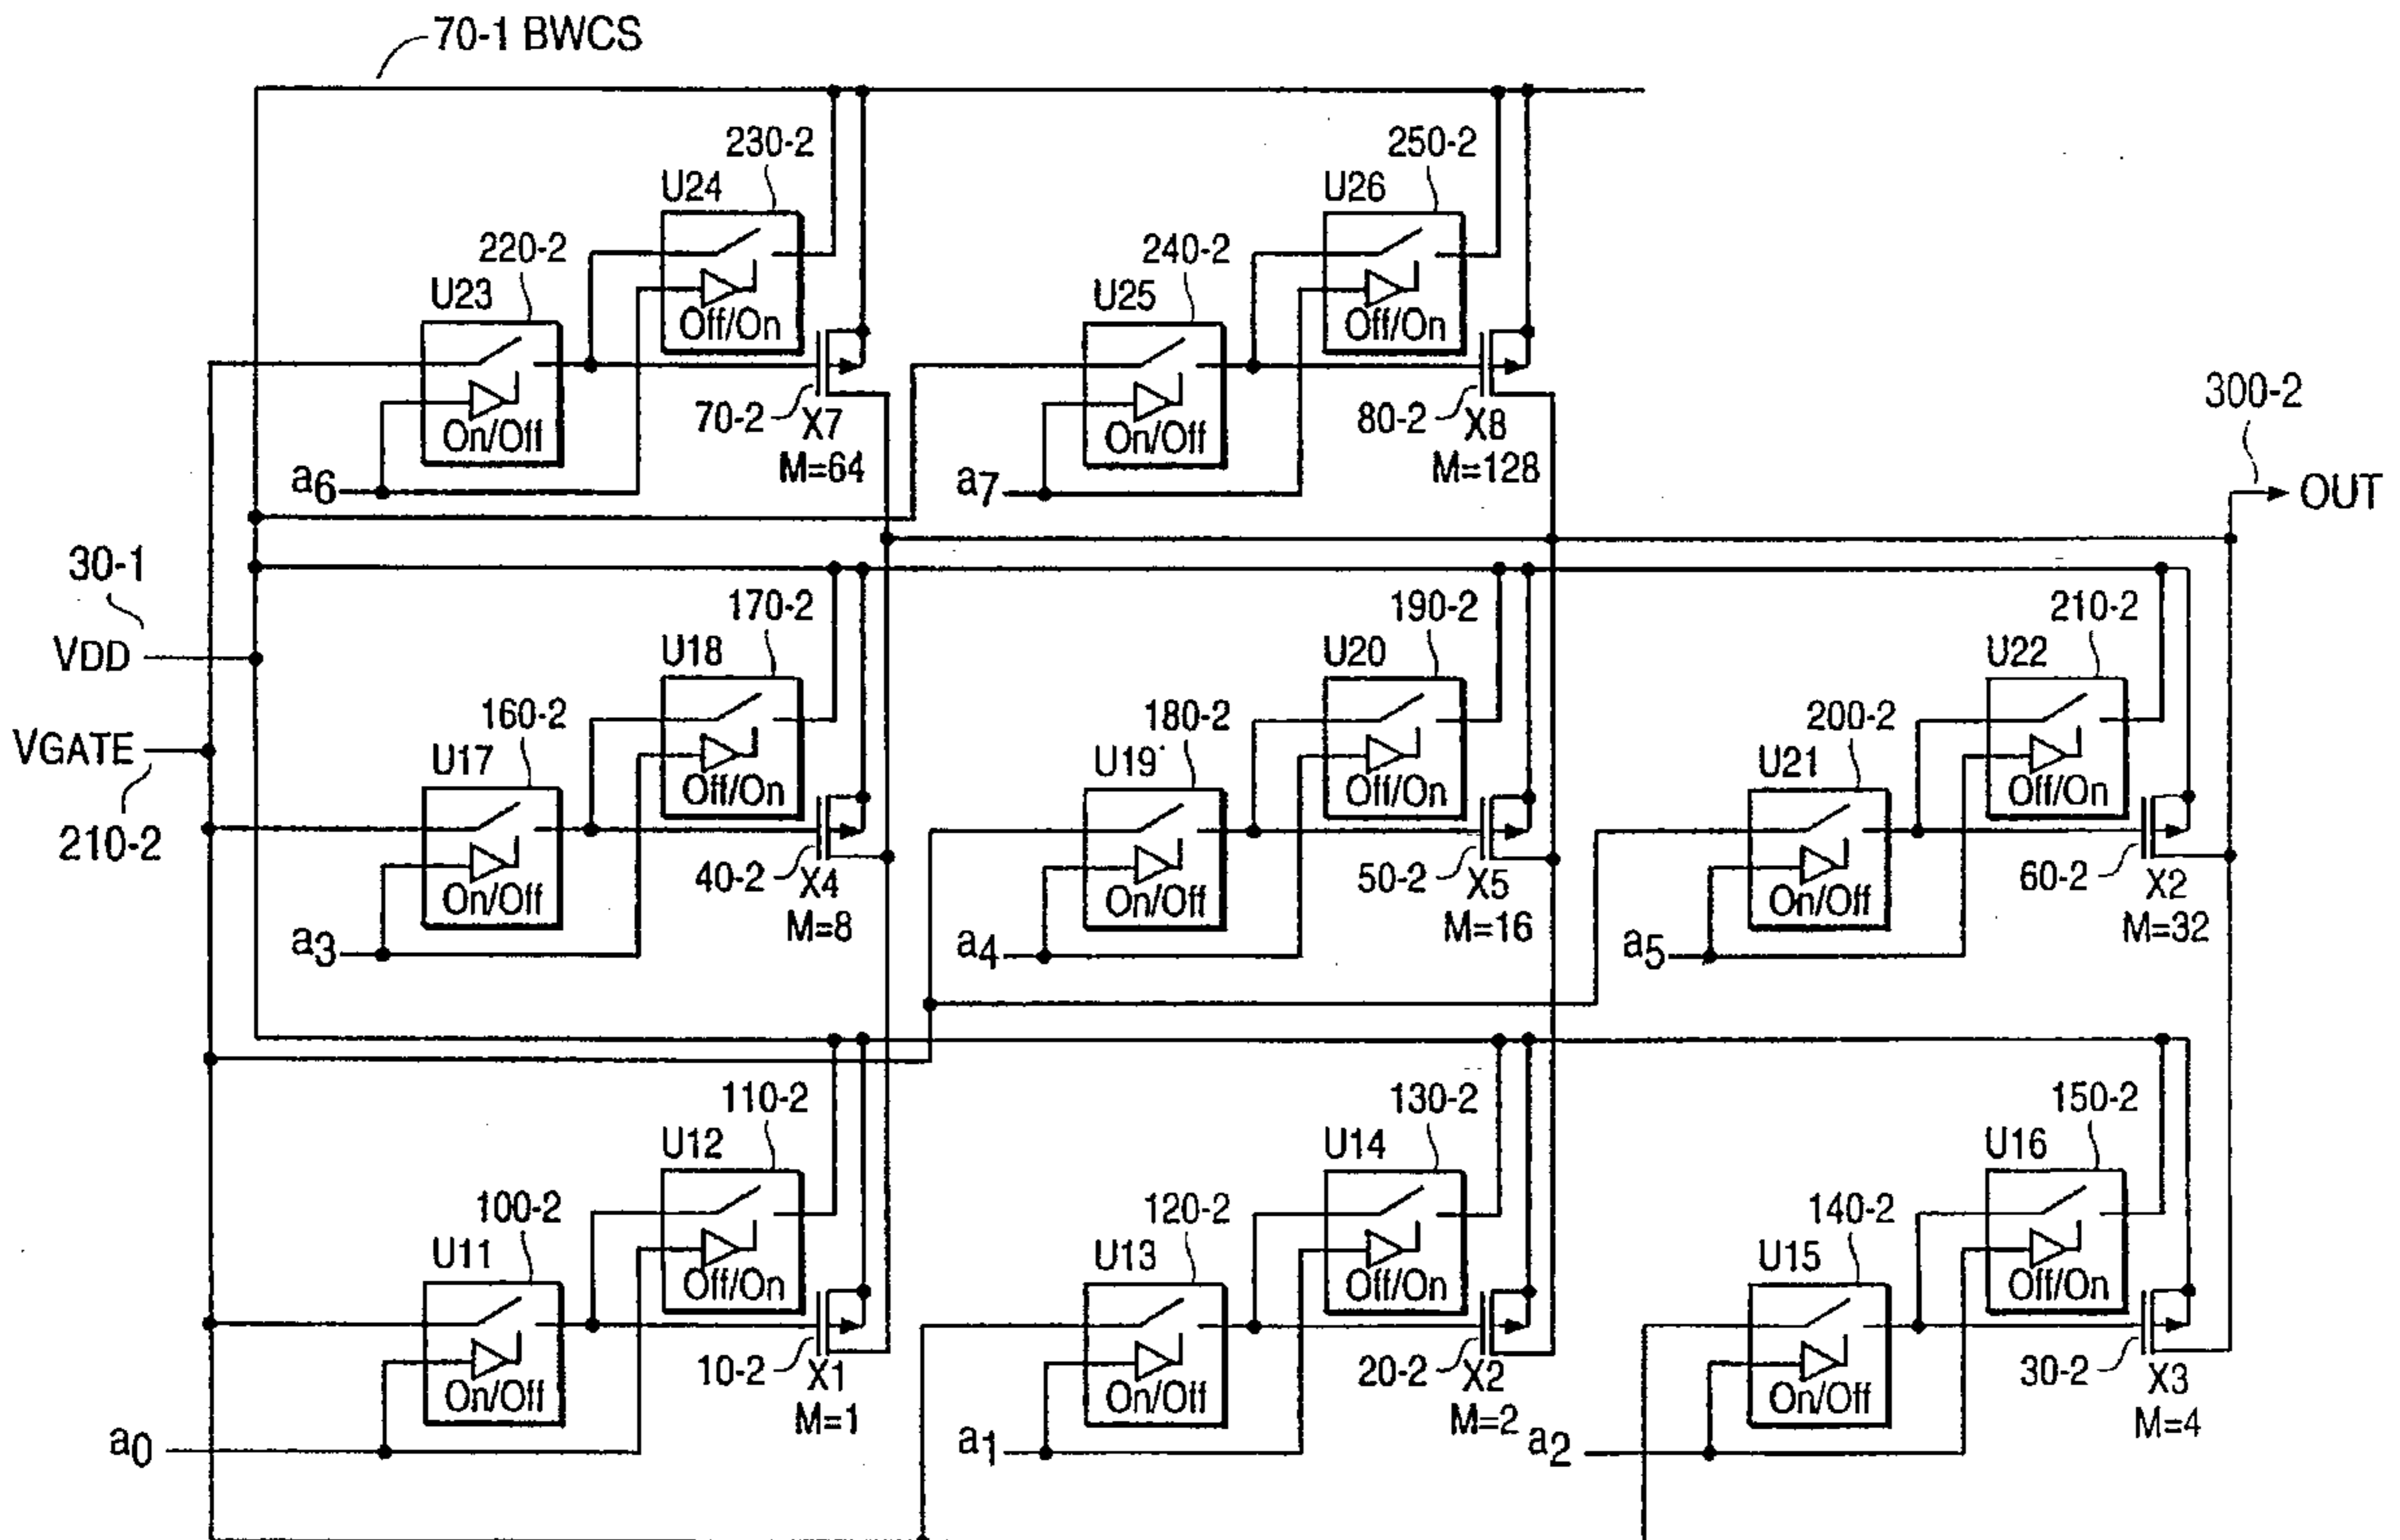 70-1 BWCS
230-2
U24
Off/On
220-2
U23
On/Off
70-2
X7
M=64
a6
250-2
U26
Off/On
240-2
U25
On/Off
80-2
X8
M=128
a7
300-2
OUT
30-1
VDD
VGATE
210-2
170-2
U18
Off/On
160-2
U17
On/Off
40-2
X4
M=8
a3
190-2
U20
Off/On
180-2
U19
On/Off
50-2
X5
M=16
a4
210-2
U22
Off/On
200-2
U21
On/Off
60-2
X2
M=32
a5
110-2
U12
Off/On
100-2
U11
On/Off
10-2
X1
M=1
a0
130-2
U14
Off/On
120-2
U13
On/Off
20-2
X2
M=2
a1
150-2
U16
Off/On
140-2
U15
On/Off
30-2
X3
M=4
a2